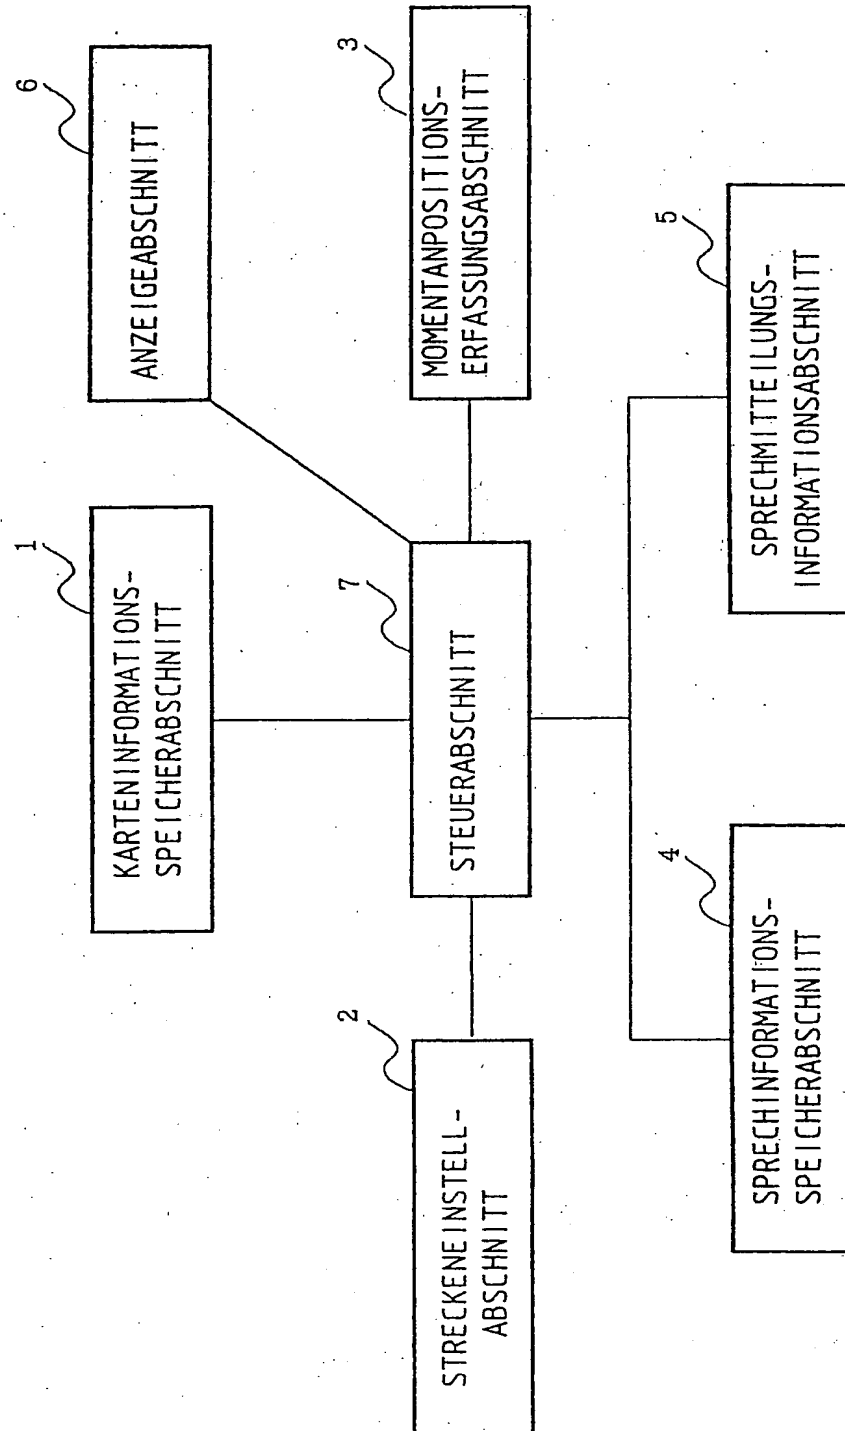 6
ANZEIGEABSCHNITT
1
KARTENINFORMATIONS-
SPEICHERABSCHNITT
3
MOMENTANPOSITIONS-
ERFASSUNGSABSCHNITT
7
STEUERABSCHNITT
2
STRECKENEINSTELL-
ABSCHNITT
5
SPRECHMITTEILUNGS-
INFORMATIONSABSCHNITT
4
SPRECHINFORMATIONS-
SPEICHERABSCHNITT